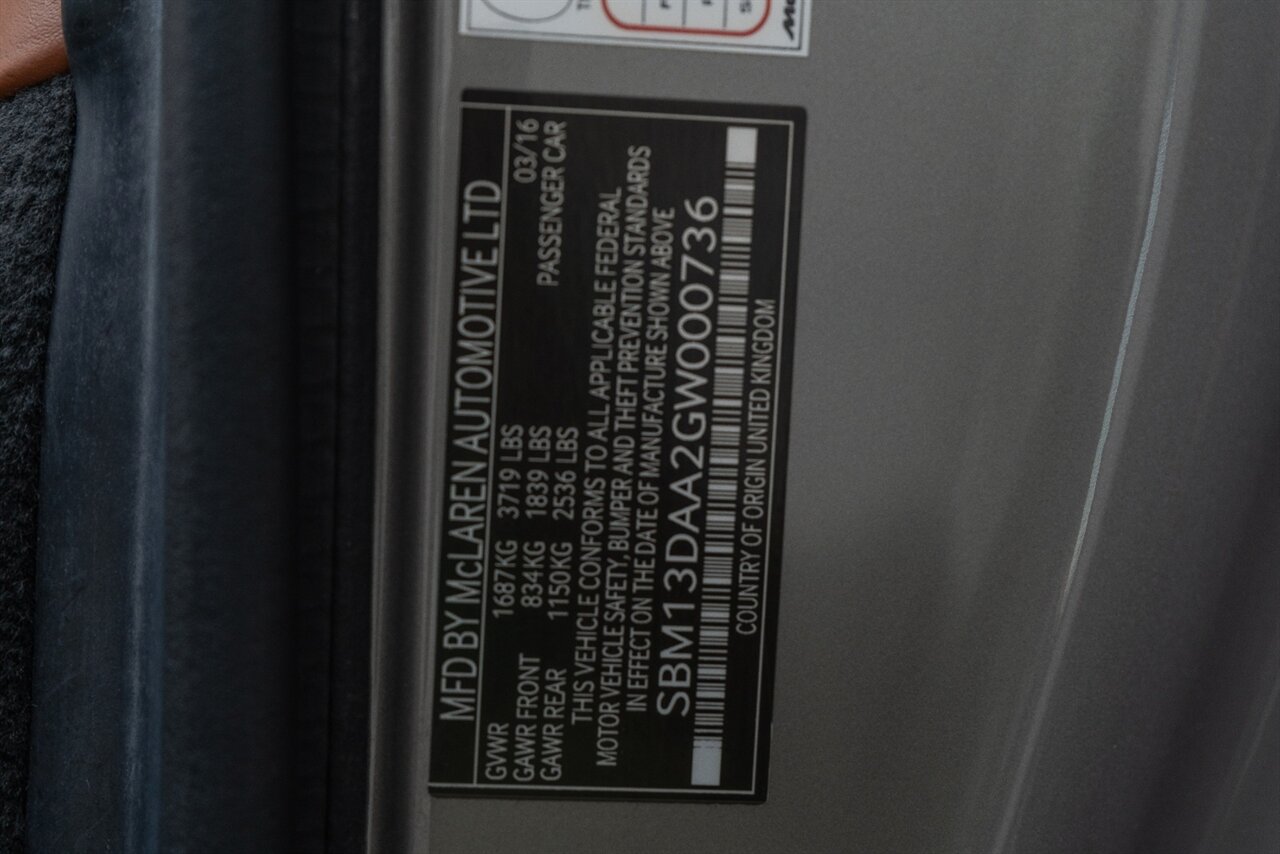 MFD BY McLAREN AUTOMOTIVE LTD
03/16
PASSENGER CAR
GVWR 1687KG 3719 LBS
GAWR FRONT 834KG 1839 LBS
GAWR REAR 1150KG 2536 LBS
THIS VEHICLE CONFORMS TO ALL APPLICABLE FEDERAL
MOTOR VEHICLE SAFETY, BUMPER AND THEFT PREVENTION STANDARDS
IN EFFECT ON THE DATE OF MANUFACTURE SHOWN ABOVE
SBM13DAA2GW000736
COUNTRY OF ORIGIN UNITED KINGDOM